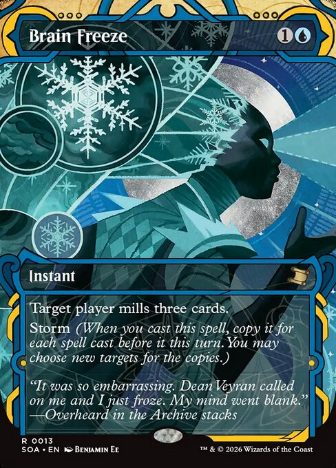 Brain Freeze 1
Instant
Target player mills three cards.
Storm (When you cast this spell, copy it for
each spell cast before it this turn. You may
choose new targets for the copies.)
“It was so embarrassing. Dean Veyran called
on me and I just froze. My mind went blank.”
—Overheard in the Archive stacks
R 0013
SOA • EN Benjamin Ee
™ & © 2026 Wizards of the Coast